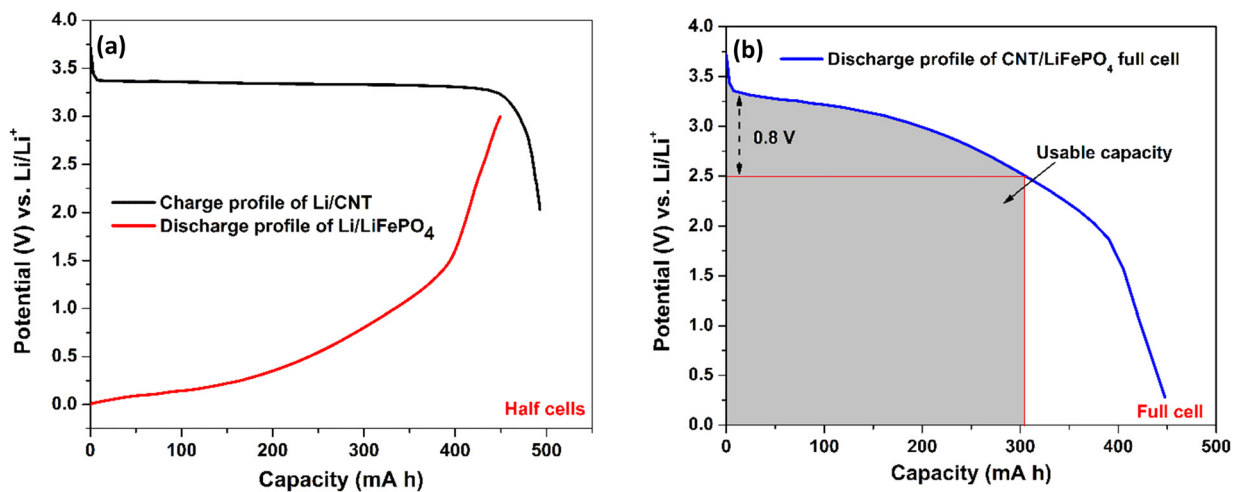 (a)
4.0
3.5
3.0
2.5
2.0
1.5
1.0
0.5
0.0
Potential (V) vs. Li/Li⁺
Charge profile of Li/CNT
Discharge profile of Li/LiFePO₄
Half cells
0 100 200 300 400 500
Capacity (mA h)
(b)
4.0
3.5
3.0
2.5
2.0
1.5
1.0
0.5
0.0
Potential (V) vs. Li/Li⁺
Discharge profile of CNT/LiFePO₄ full cell
0.8 V
Usable capacity
Full cell
0 100 200 300 400 500
Capacity (mA h)